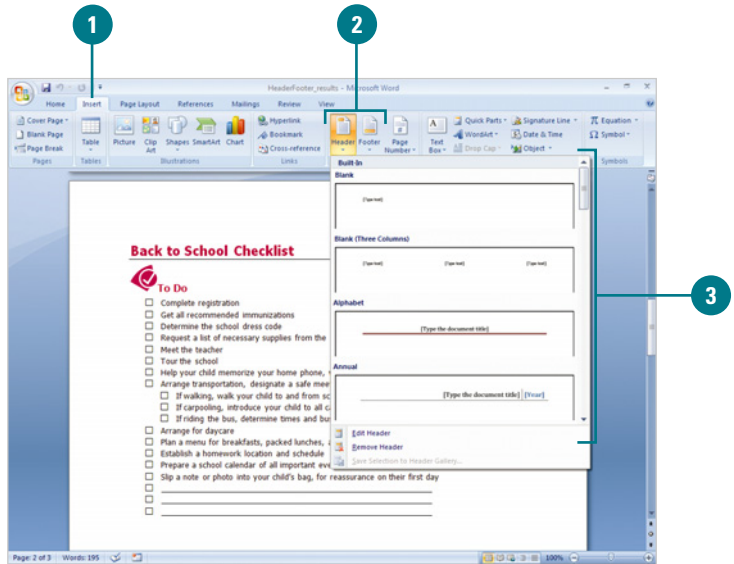 1
2
HeaderFooter_results - Microsoft Word
Home Insert Page Layout References Mailings Review View
Cover Page
Blank Page
Page Break
Pages
Table
Tables
Picture
Clip Art
Shapes
SmartArt
Chart
Illustrations
Hyperlink
Bookmark
Cross-reference
Links
Header
Footer
Page Number
Text Box
Quick Parts
WordArt
Drop Cap
Signature Line
Date & Time
Object
Equation
Symbol
Symbols
Built-In
Blank
[Type text]
Blank (Three Columns)
[Type text] [Type text] [Type text]
Alphabet
[Type the document title]
Annual
[Type the document title] [Year]
Edit Header
Remove Header
Save Selection to Header Gallery...
3
Back to School Checklist
To Do
Complete registration
Get all recommended immunizations
Determine the school dress code
Request a list of necessary supplies from the
Meet the teacher
Tour the school
Help your child memorize your home phone,
Arrange transportation, designate a safe mee
If walking, walk your child to and from sc
If carpooling, introduce your child to all c
If riding the bus, determine times and bu
Arrange for daycare
Plan a menu for breakfasts, packed lunches,
Establish a homework location and schedule
Prepare a school calendar of all important eve
Slip a note or photo into your child's bag, for reassurance on their first day
Page: 2 of 3 Words: 195
100%